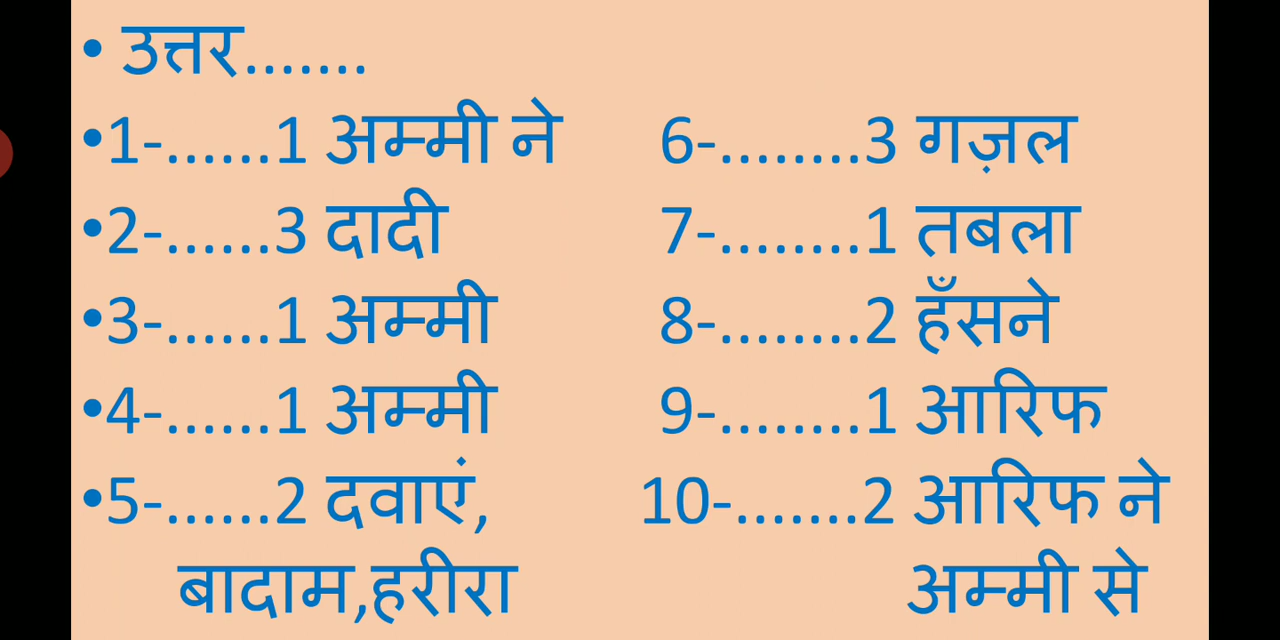 • उत्तर.......
•1-......1 अम्मी ने 6-........3 गज़ल
•2-......3 दादी 7-........1 तबला
•3-......1 अम्मी 8-........2 हँसने
•4-......1 अम्मी 9-........1 आरिफ
•5-......2 दवाएं, 10-.......2 आरिफ ने
बादाम,हरीरा अम्मी से